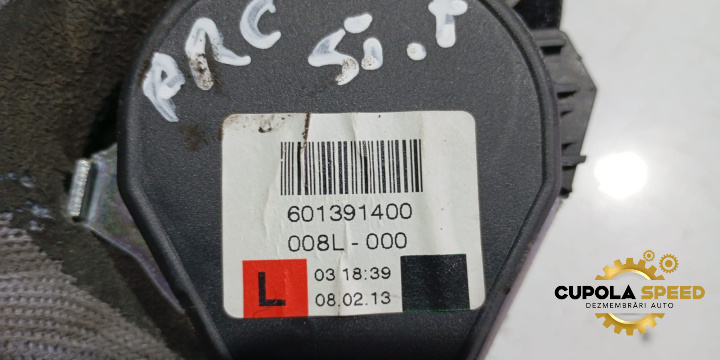 601391400
008L-000
L
03 18:39
08.02.13
CUPOLA SPEED
DEZMEMBRĂRI AUTO